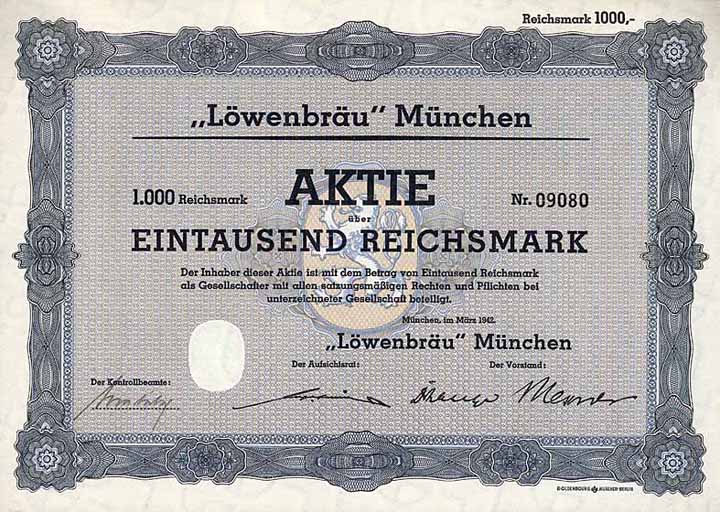 Reichsmark 1000,-
„Löwenbräu" München
1.000 Reichsmark AKTIE Nr. 09080
über
EINTAUSEND REICHSMARK
Der Inhaber dieser Aktie ist mit dem Betrag von Eintausend Reichsmark
als Gesellschafter mit allen satzungsmäßigen Rechten und Pflichten bei
unterzeichneter Gesellschaft beteiligt.
München, im März 1942.
„Löwenbräu" München
Der Aufsichtsrat: Der Vorstand:
Der Kontrollbeamte: